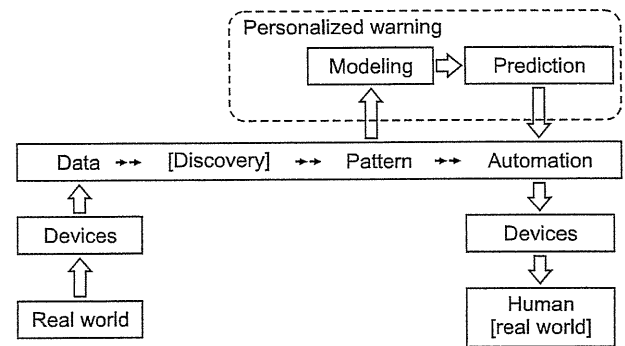 Personalized warning
Modeling
Prediction
Data
[Discovery]
Pattern
Automation
Devices
Devices
Real world
Human
[real world]